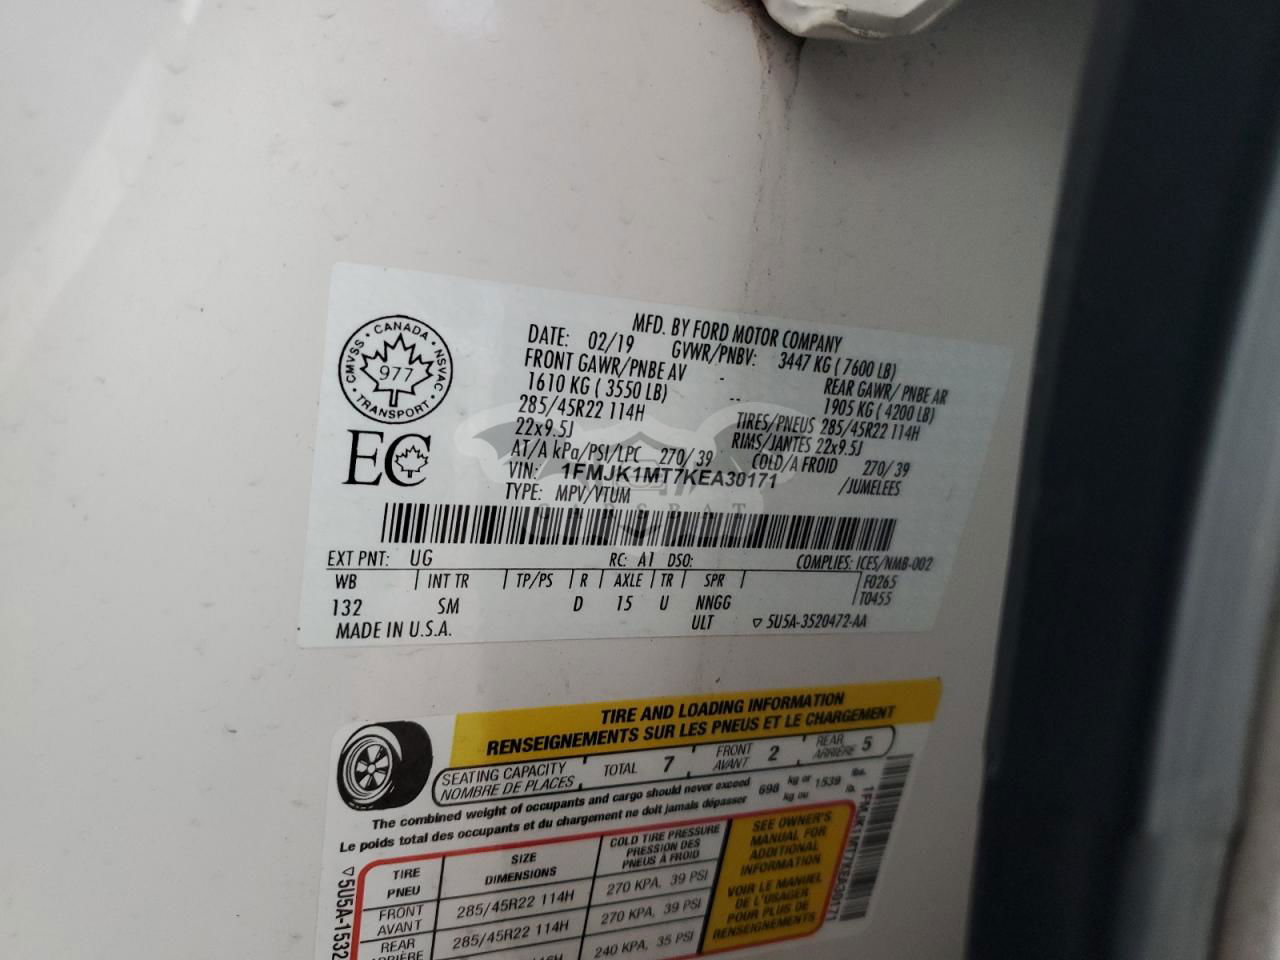 MFD. BY FORD MOTOR COMPANY
DATE: 02/19 GVWR/PNBV: 3447 KG ( 7600 LB)
FRONT GAWR/PNBE AV - REAR GAWR/ PNBE AR
1610 KG ( 3550 LB) -- 1905 KG ( 4200 LB)
285/45R22 114H TIRES/PNEUS 285/45R22 114H
22x9.5J RIMS/JANTES 22x9.5J
AT/A kPa/PSI/LPC 270/39 COLD/A FROID 270/39
VIN: 1FMJK1MT7KEA30171 /JUMELEES
TYPE: MPV/VTUM
CANADA
CMVSS
NSVAC
TRANSPORT
977
EC
CARSBAT
EXT PNT: UG RC: A1 DSO: COMPLIES: ICES/NMB-002
WB | INT TR | TP/PS | R | AXLE | TR | SPR | F0265
132 SM D 15 U NNGG T0455
MADE IN U.S.A. ULT ▽ 5U5A-3520472-AA
TIRE AND LOADING INFORMATION
RENSEIGNEMENTS SUR LES PNEUS ET LE CHARGEMENT
SEATING CAPACITY
NOMBRE DE PLACES
TOTAL 7
FRONT
AVANT 2
REAR
ARRIÈRE 5
The combined weight of occupants and cargo should never exceed 698 kg or 1539 lbs.
Le poids total des occupants et du chargement ne doit jamais dépasser kg ou lb.
TIRE
PNEU
SIZE
DIMENSIONS
COLD TIRE PRESSURE
PRESSION DES
PNEUS À FROID
FRONT
AVANT
285/45R22 114H
270 KPA, 39 PSI
REAR
ARRIÈRE
285/45R22 114H
270 KPA, 39 PSI
240 KPA, 35 PSI
SEE OWNER'S
MANUAL FOR
ADDITIONAL
INFORMATION
VOIR LE MANUEL
DE L'USAGER
POUR PLUS DE
RENSEIGNEMENTS
1FMJK1MT7KEA30171
▽5U5A-1532